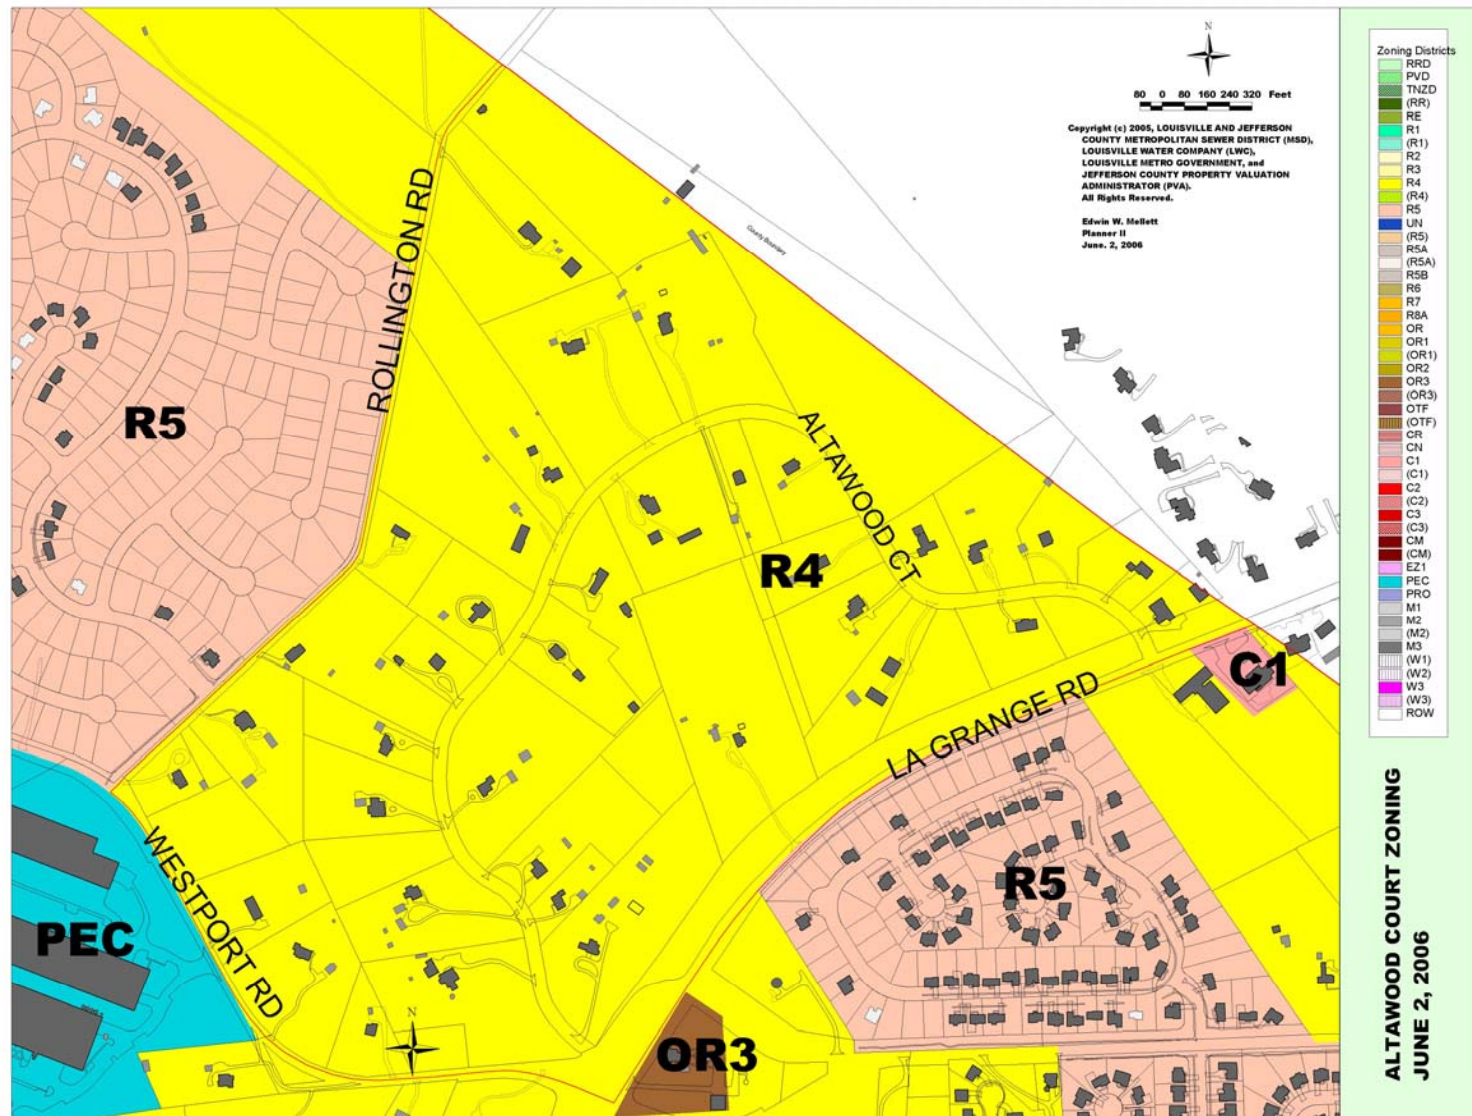 N
80 0 80 160 240 320 Feet
Copyright (c) 2005, LOUISVILLE AND JEFFERSON
COUNTY METROPOLITAN SEWER DISTRICT (MSD),
LOUISVILLE WATER COMPANY (LWC),
LOUISVILLE METRO GOVERNMENT, and
JEFFERSON COUNTY PROPERTY VALUATION
ADMINISTRATOR (PVA).
All Rights Reserved.
Edwin W. Mellett
Planner II
June. 2, 2006
County Boundary
ROLLINGTON RD
R5
ALTAWOOD CT
R4
C1
LA GRANGE RD
WESTPORT RD
R5
PEC
N
OR3
Zoning Districts
RRD
PVD
TNZD
(RR)
RE
R1
(R1)
R2
R3
R4
(R4)
R5
UN
(R5)
R5A
(R5A)
R5B
R6
R7
R8A
OR
OR1
(OR1)
OR2
OR3
(OR3)
OTF
(OTF)
CR
CN
C1
(C1)
C2
(C2)
C3
(C3)
CM
(CM)
EZ1
PEC
PRO
M1
M2
(M2)
M3
(W1)
(W2)
W3
(W3)
ROW
ALTAWOOD COURT ZONING
JUNE 2, 2006